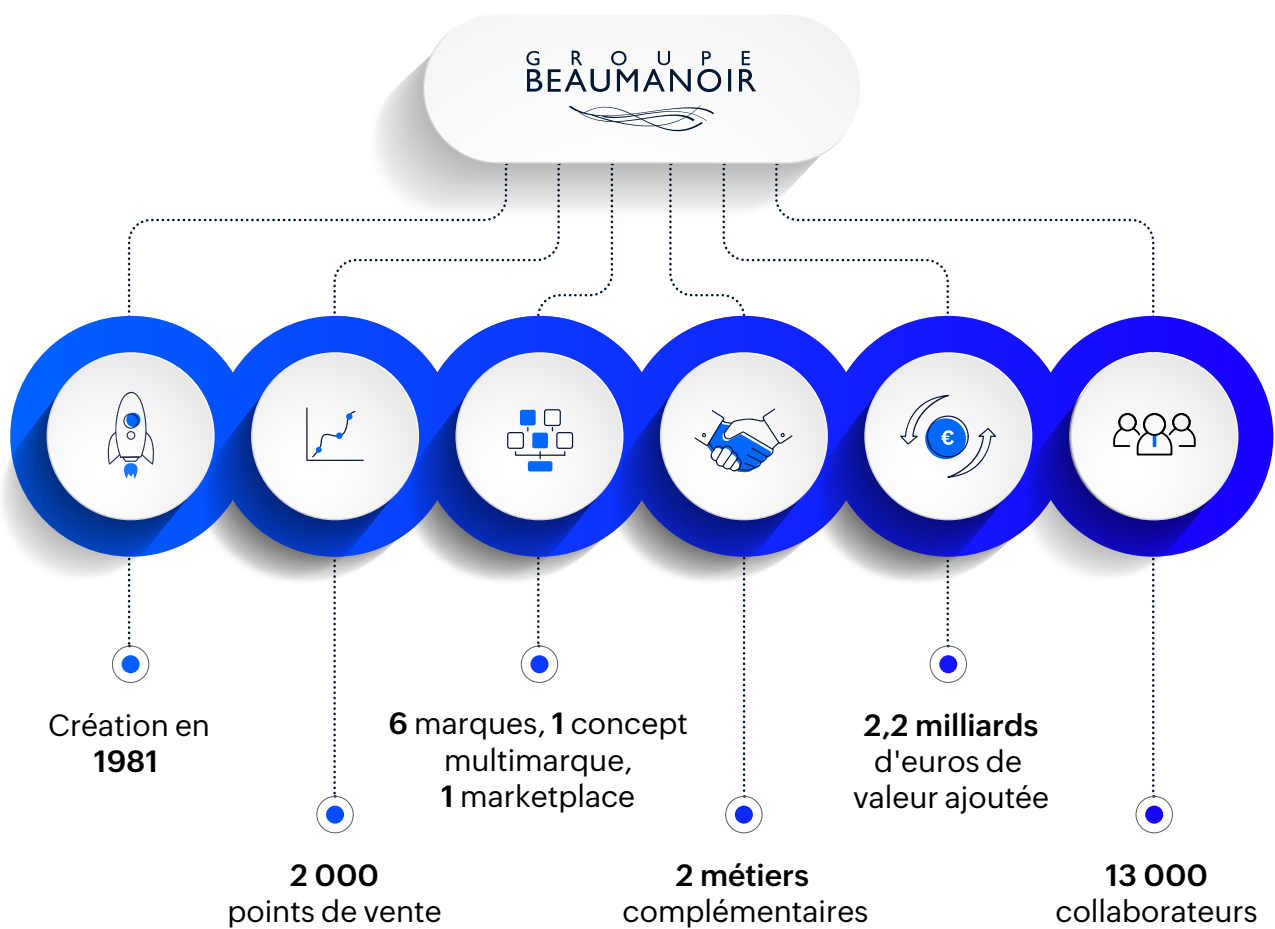 GROUPE
BEAUMANOIR
€
Création en
1981
2 000
points de vente
6 marques, 1 concept
multimarque,
1 marketplace
2 métiers
complémentaires
2,2 milliards
d'euros de
valeur ajoutée
13 000
collaborateurs